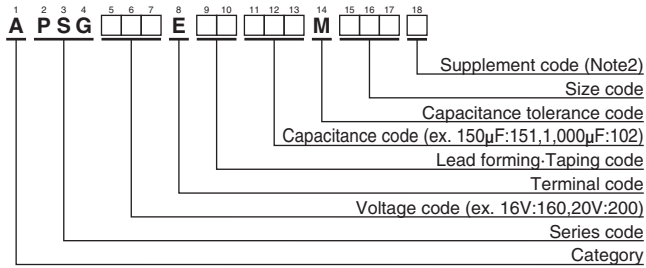 1 2 3 4 5 6 7 8 9 10 11 12 13 14 15 16 17 18
A P S G E M
Supplement code (Note2)
Size code
Capacitance tolerance code
Capacitance code (ex. 150μF:151,1,000μF:102)
Lead forming·Taping code
Terminal code
Voltage code (ex. 16V:160,20V:200)
Series code
Category